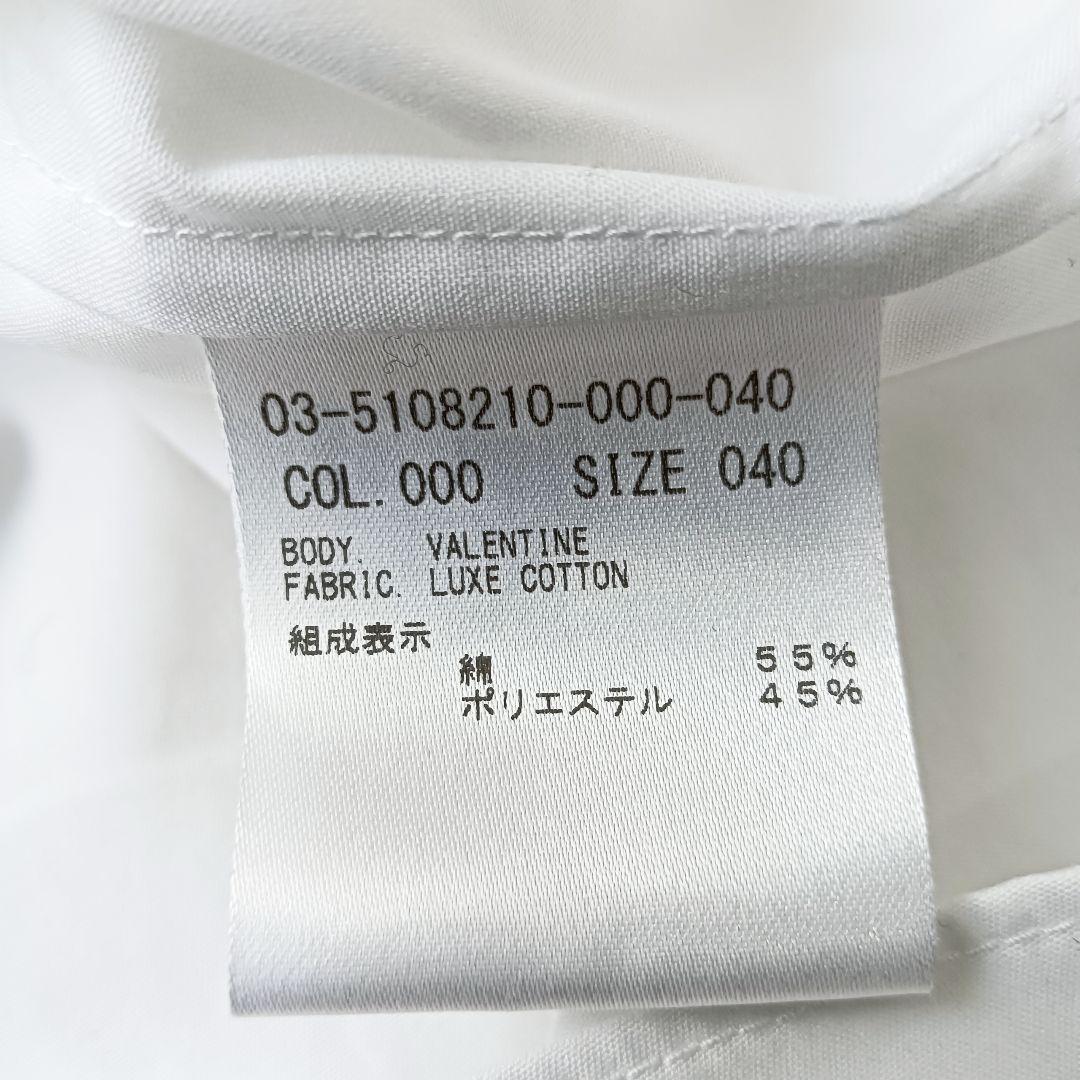 03-5108210-000-040
COL. 000 SIZE 040
BODY. VALENTINE
FABRIC. LUXE COTTON
組成表示
綿 55%
ポリエステル 45%